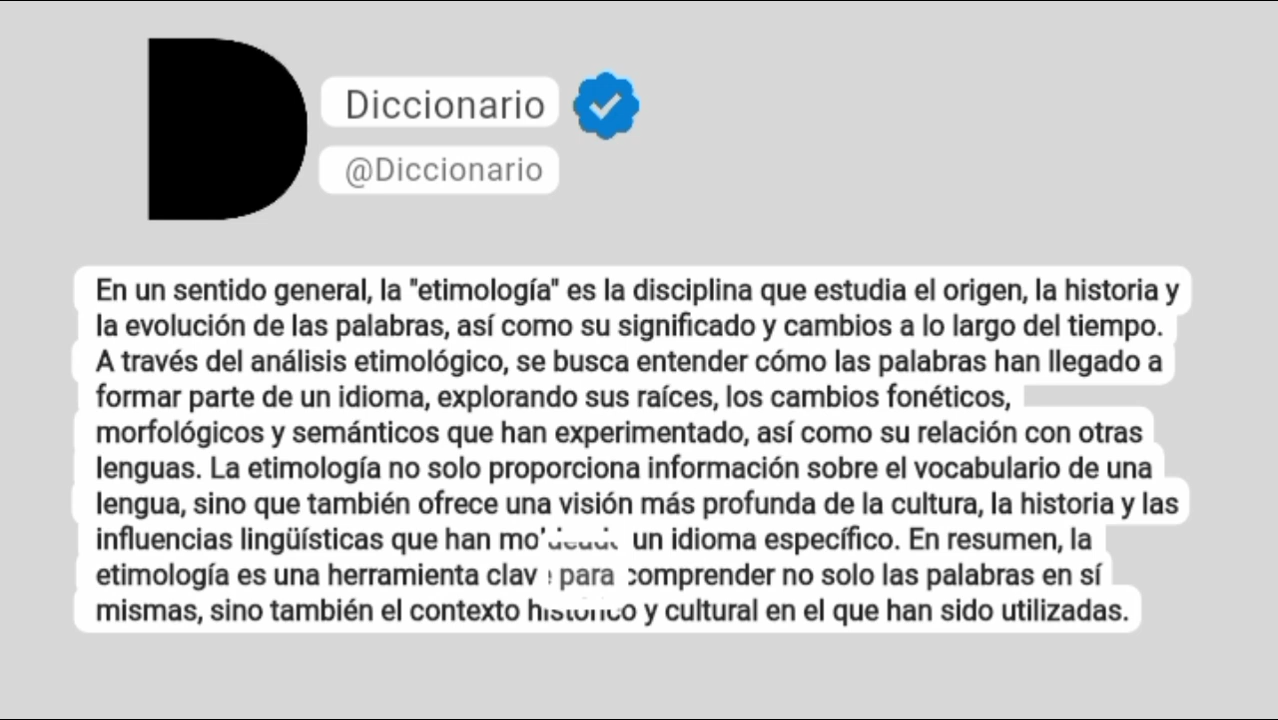 Diccionario
@Diccionario
En un sentido general, la "etimología" es la disciplina que estudia el origen, la historia y
la evolución de las palabras, así como su significado y cambios a lo largo del tiempo.
A través del análisis etimológico, se busca entender cómo las palabras han llegado a
formar parte de un idioma, explorando sus raíces, los cambios fonéticos,
morfológicos y semánticos que han experimentado, así como su relación con otras
lenguas. La etimología no solo proporciona información sobre el vocabulario de una
lengua, sino que también ofrece una visión más profunda de la cultura, la historia y las
influencias lingüísticas que han un idioma específico. En resumen, la
etimología es una herramienta clave para comprender no solo las palabras en sí
mismas, sino también el contexto histórico y cultural en el que han sido utilizadas.